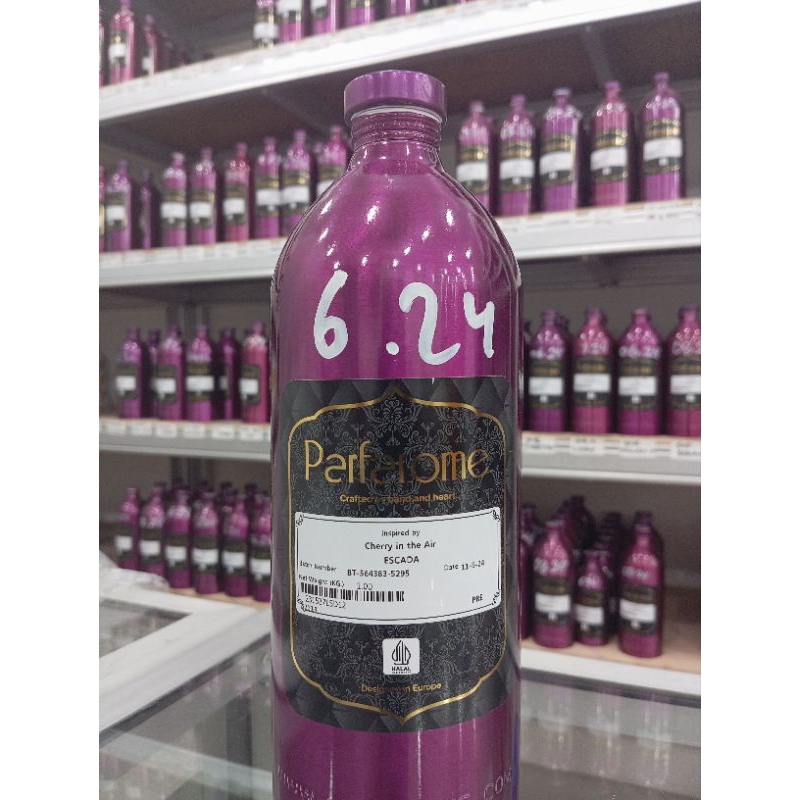 6.24
Parfarome
Crafted by hand and heart
Inspired by
Cherry in the Air
ESCADA
Batch Number BT-564383-5295 Date 11-6-24
Net Weight (KG.) 1.00
PRE
HALAL
Designed in Europe